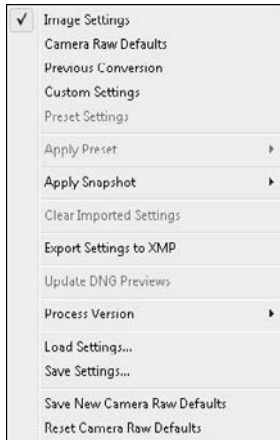 Image Settings
Camera Raw Defaults
Previous Conversion
Custom Settings
Preset Settings
Apply Preset
Apply Snapshot
Clear Imported Settings
Export Settings to XMP
Update DNG Previews
Process Version
Load Settings...
Save Settings...
Save New Camera Raw Defaults
Reset Camera Raw Defaults